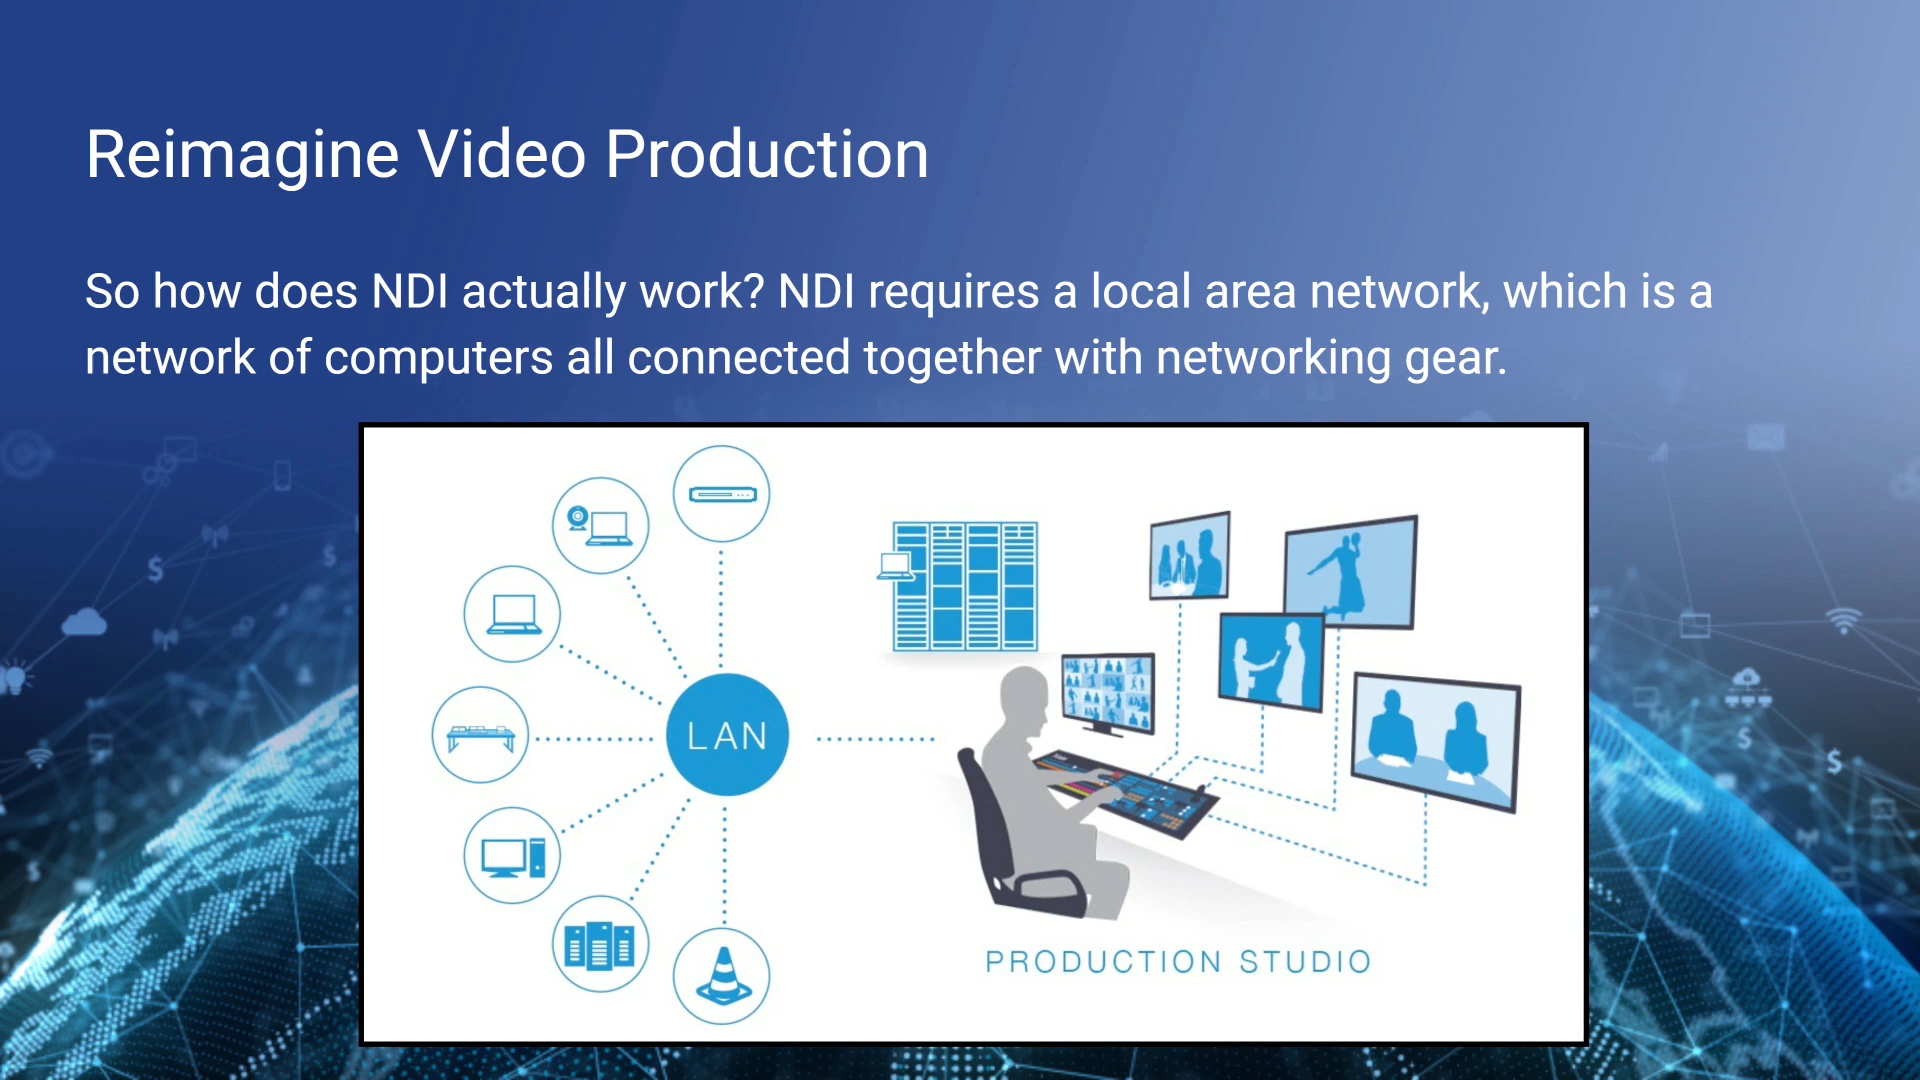 Reimagine Video Production
So how does NDI actually work? NDI requires a local area network, which is a
network of computers all connected together with networking gear.
LAN
PRODUCTION STUDIO